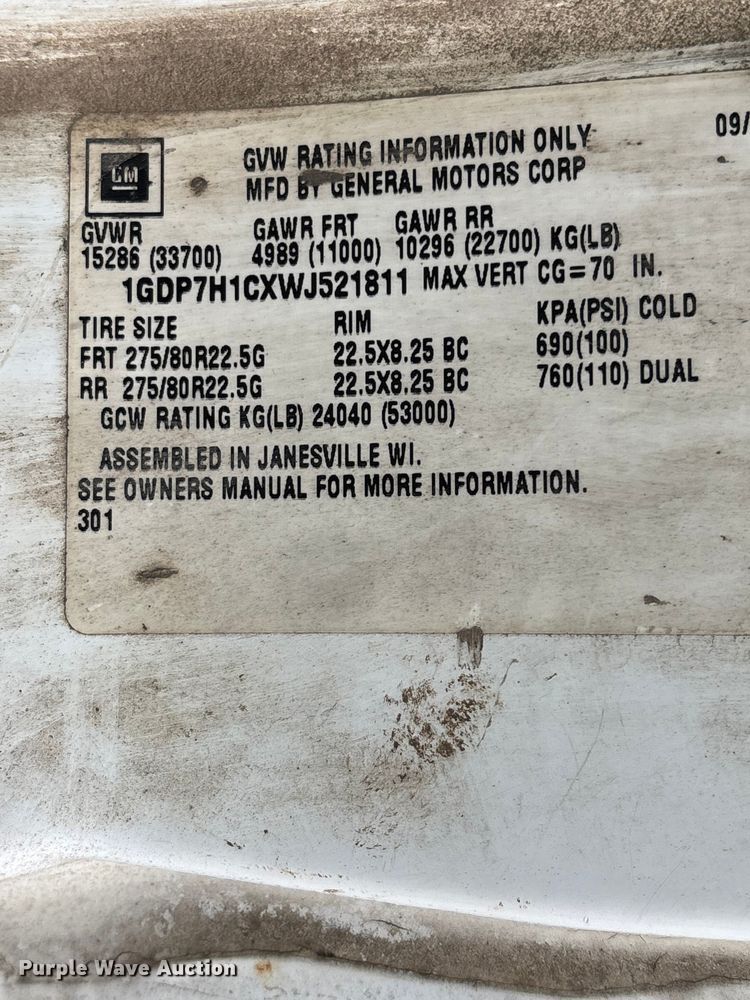 GM
GVW RATING INFORMATION ONLY
09/
MFD BY GENERAL MOTORS CORP
GVWR GAWR FRT GAWR RR
15286 (33700) 4989 (11000) 10296 (22700) KG(LB)
1GDP7H1CXWJ521811 MAX VERT CG=70 IN.
TIRE SIZE RIM KPA(PSI) COLD
FRT 275/80R22.5G 22.5X8.25 BC 690(100)
RR 275/80R22.5G 22.5X8.25 BC 760(110) DUAL
GCW RATING KG(LB) 24040 (53000)
ASSEMBLED IN JANESVILLE WI.
SEE OWNERS MANUAL FOR MORE INFORMATION.
301
Purple Wave Auction